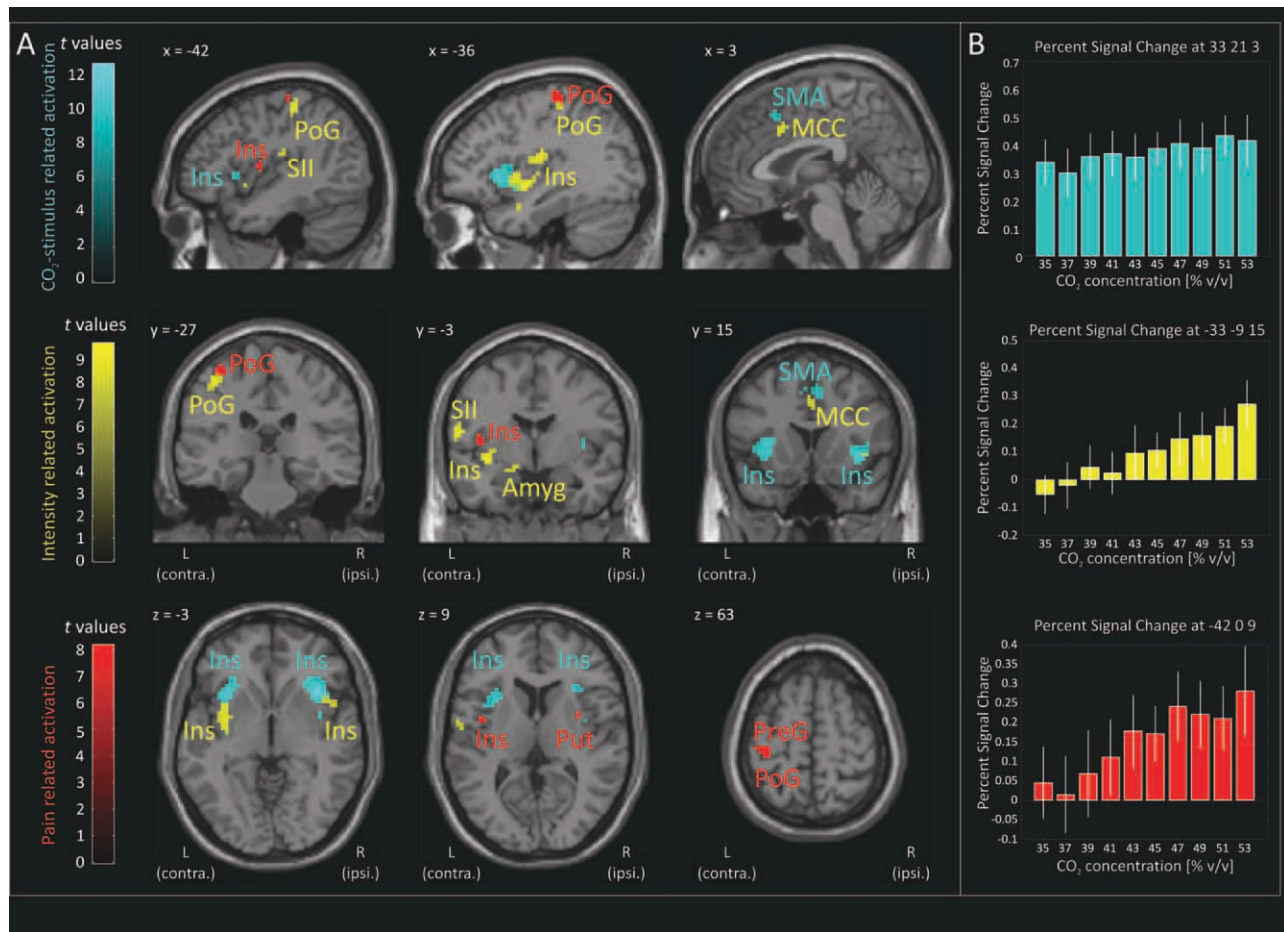 A
t values
CO₂-stimulus related activation
12
10
8
6
4
2
0
x = -42
PoG
Ins
SII
Ins
x = -36
PoG
PoG
Ins
x = 3
SMA
MCC
t values
Intensity related activation
9
8
7
6
5
4
3
2
1
0
y = -27
PoG
PoG
L
(contra.)
R
(ipsi.)
y = -3
SII
Ins
Ins
Amyg
L
(contra.)
R
(ipsi.)
y = 15
SMA
MCC
Ins
Ins
L
(contra.)
R
(ipsi.)
t values
Pain related activation
8
7
6
5
4
3
2
1
0
z = -3
Ins
Ins
Ins
Ins
L
(contra.)
R
(ipsi.)
z = 9
Ins
Ins
Ins
Put
L
(contra.)
R
(ipsi.)
z = 63
PreG
PoG
L
(contra.)
R
(ipsi.)
B
Percent Signal Change at 33 21 3
Percent Signal Change
0.7
0.6
0.5
0.4
0.3
0.2
0.1
0
35 37 39 41 43 45 47 49 51 53
CO₂ concentration [% v/v]
Percent Signal Change at -33 -9 15
Percent Signal Change
0.5
0.4
0.3
0.2
0.1
0
-0.1
-0.2
35 37 39 41 43 45 47 49 51 53
CO₂ concentration [% v/v]
Percent Signal Change at -42 0 9
Percent Signal Change
0.4
0.35
0.3
0.25
0.2
0.15
0.1
0.05
0
-0.05
-0.1
35 37 39 41 43 45 47 49 51 53
CO₂ concentration [% v/v]